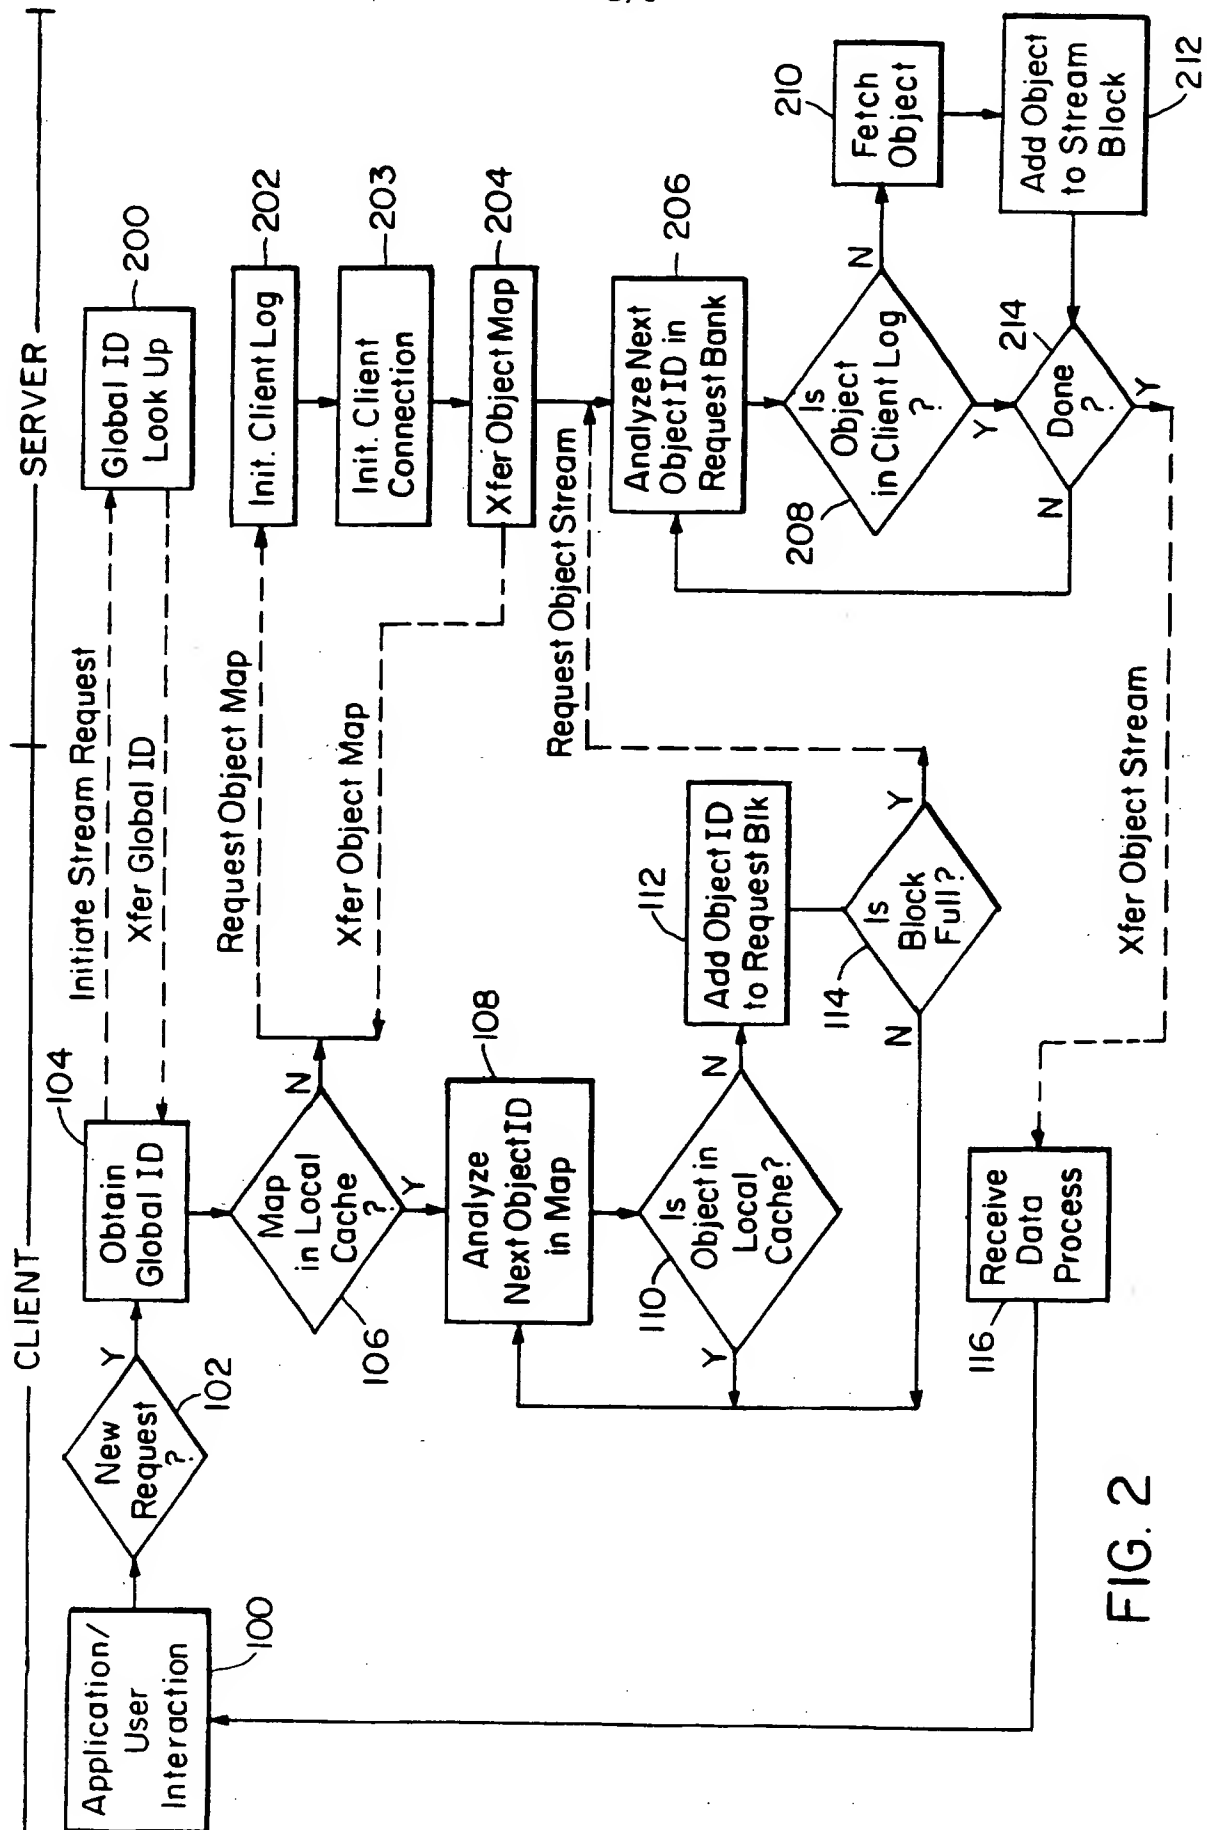 CLIENT
SERVER
Application/
User
Interaction
100
New
Request
?
102
Y
Obtain
Global ID
104
Initiate Stream Request
Xfer Global ID
Global ID
Look Up
200
Map
in Local
Cache
?
106
N
Y
Request Object Map
Xfer Object Map
Init. Client Log
202
Init. Client
Connection
203
Xfer Object Map
204
Analyze
Next Object ID
in Map
108
Is
Object in
Local
Cache?
110
Y
N
Add Object ID
to Request Blk
112
Is
Block
Full?
114
N
Y
Request Object Stream
Analyze Next
Object ID in
Request Bank
206
Is
Object
in Client Log
?
208
N
Y
Fetch
Object
210
Add Object
to Stream
Block
212
Done
?
214
N
Y
Xfer Object Stream
Receive
Data
Process
116
FIG. 2